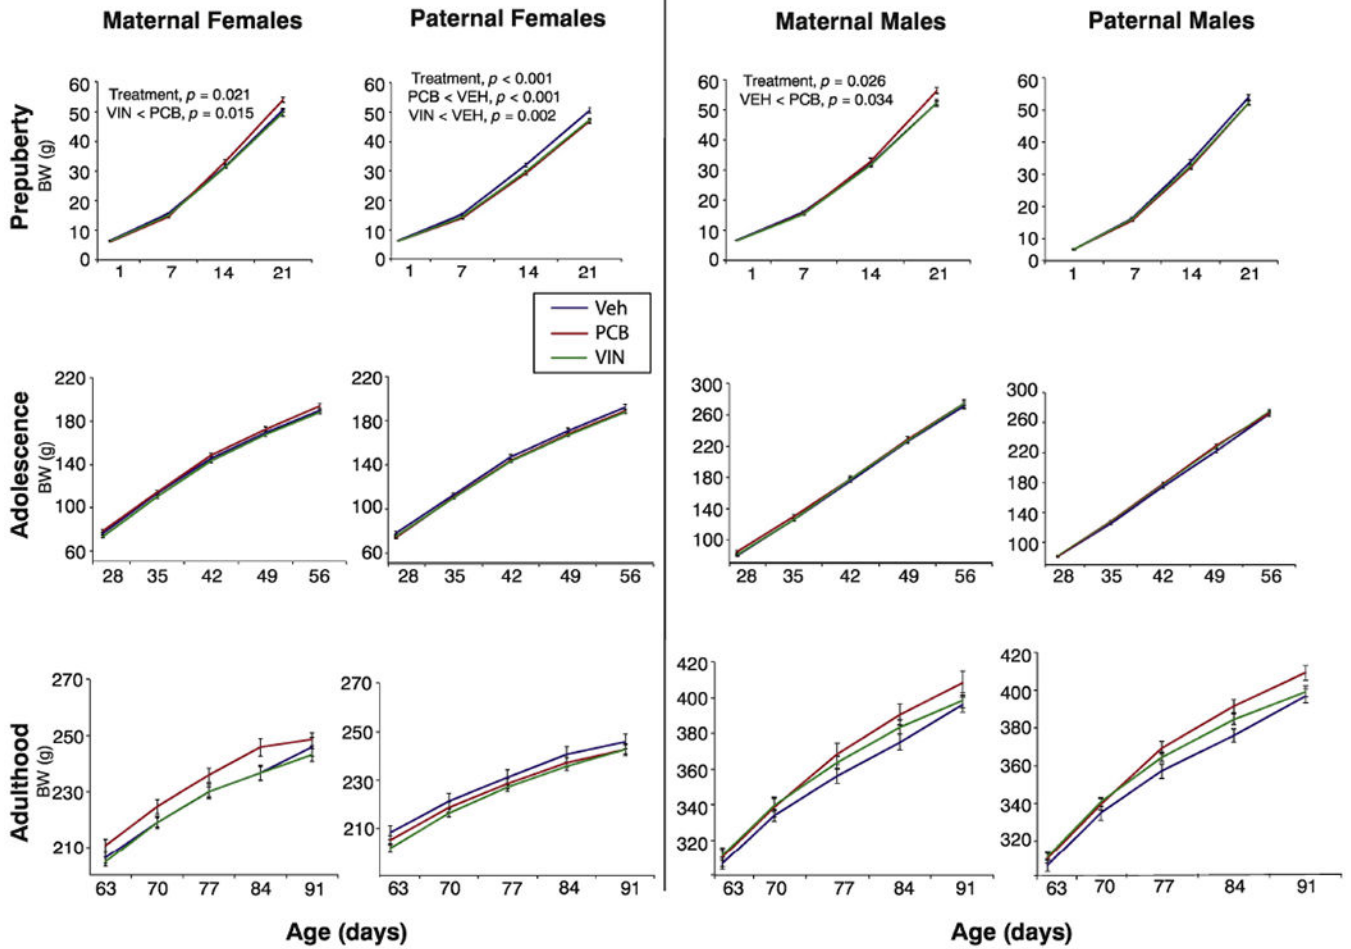 Maternal Females
Paternal Females
Maternal Males
Paternal Males
Prepuberty
BW (g)
60
50
40
30
20
10
0
Treatment, p = 0.021
VIN < PCB, p = 0.015
1 7 14 21
60
50
40
30
20
10
0
Treatment, p < 0.001
PCB < VEH, p < 0.001
VIN < VEH, p = 0.002
1 7 14 21
60
50
40
30
20
10
0
Treatment, p = 0.026
VEH < PCB, p = 0.034
1 7 14 21
60
50
40
30
20
10
0
1 7 14 21
Veh
PCB
VIN
Adolescence
BW (g)
220
180
140
100
60
28 35 42 49 56
220
180
140
100
60
28 35 42 49 56
300
260
220
180
140
100
28 35 42 49 56
300
260
220
180
140
100
28 35 42 49 56
Adulthood
BW (g)
270
250
230
210
63 70 77 84 91
270
250
230
210
63 70 77 84 91
420
400
380
360
340
320
63 70 77 84 91
420
400
380
360
340
320
63 70 77 84 91
Age (days)
Age (days)